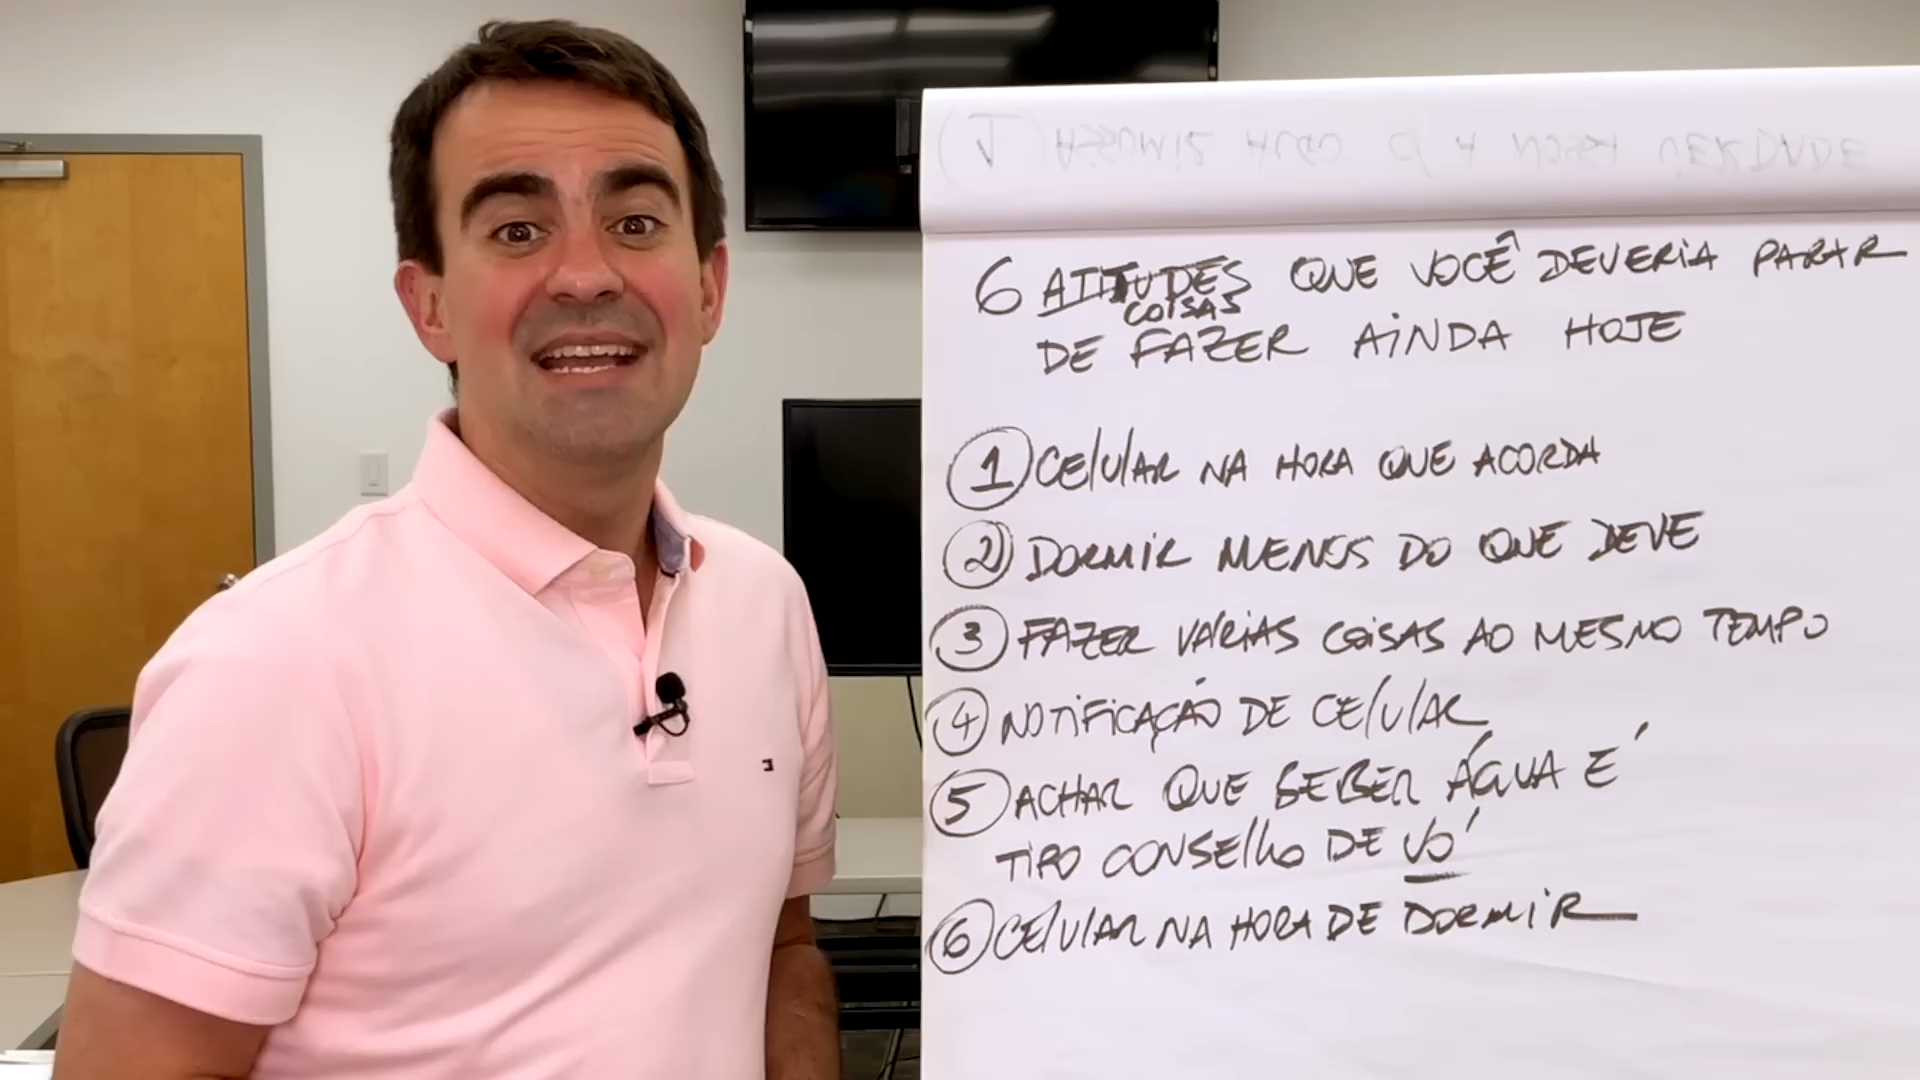 6 ATITUDES QUE VOCÊ DEVERIA PARAR
COISAS
DE FAZER AINDA HOJE
1 CELULAR NA HORA QUE ACORDA
2 DORMIR MENOS DO QUE DEVE
3 FAZER VÁRIAS COISAS AO MESMO TEMPO
4 NOTIFICAÇÃO DE CELULAR
5 ACHAR QUE BEBER ÁGUA É
TIPO CONSELHO DE VÓ
6 CELULAR NA HORA DE DORMIR